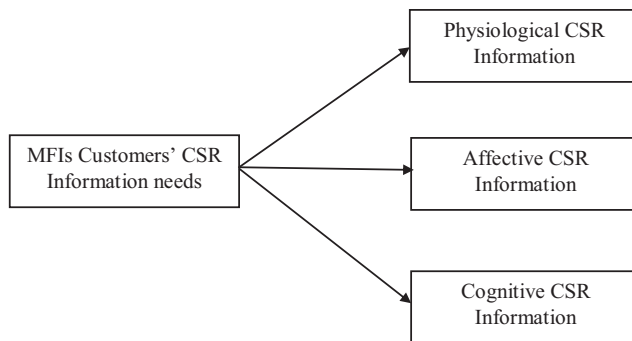 Physiological CSR
Information
MFIs Customers’ CSR
Information needs
Affective CSR
Information
Cognitive CSR
Information